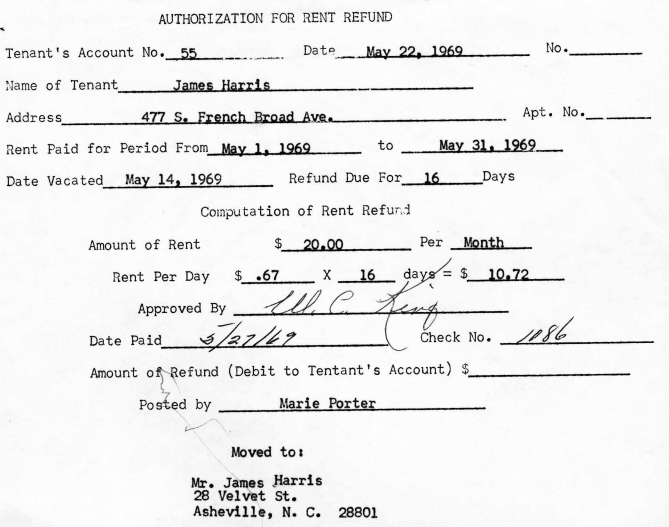 AUTHORIZATION FOR RENT REFUND
Tenant's Account No. 55 Date May 22, 1969 No.
Name of Tenant James Harris
Address 477 S. French Broad Ave. Apt. No.
Rent Paid for Period From May 1, 1969 to May 31, 1969
Date Vacated May 14, 1969 Refund Due For 16 Days
Computation of Rent Refund
Amount of Rent $ 20.00 Per Month
Rent Per Day $ .67 X 16 days = $ 10.72
Approved By W. C. King
Date Paid 5/27/69 Check No. 1086
Amount of Refund (Debit to Tentant's Account) $
Posted by Marie Porter
Moved to:
Mr. James Harris
28 Velvet St.
Asheville, N. C. 28801